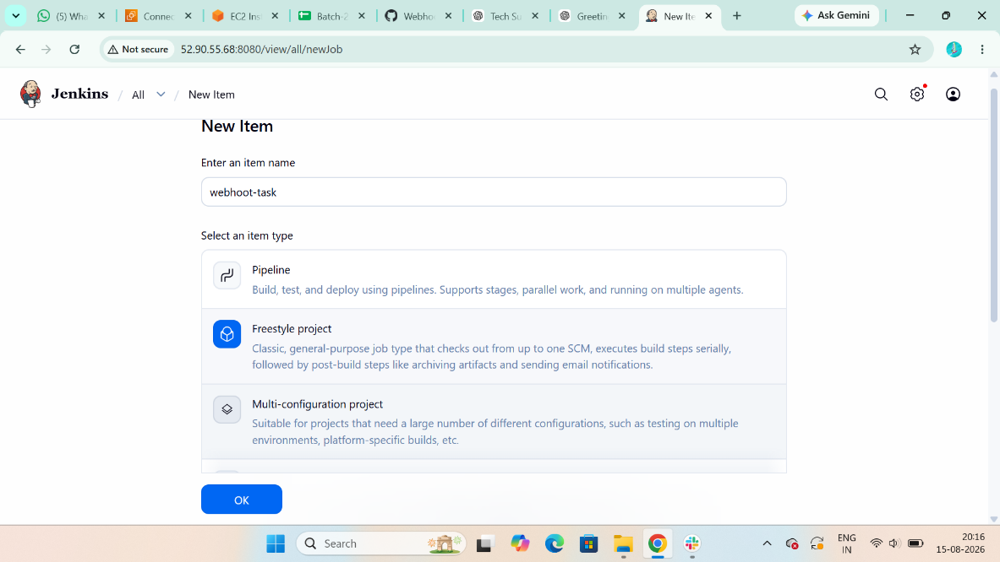 (5) Wha
Connec
EC2 Ins
Batch-2
Webho
Tech Su
Greetin
New Ite
Ask Gemini
Not secure
52.90.55.68:8080/view/all/newJob
Jenkins / All / New Item
New Item
Enter an item name
webhoot-task
Select an item type
Pipeline
Build, test, and deploy using pipelines. Supports stages, parallel work, and running on multiple agents.
Freestyle project
Classic, general-purpose job type that checks out from up to one SCM, executes build steps serially,
followed by post-build steps like archiving artifacts and sending email notifications.
Multi-configuration project
Suitable for projects that need a large number of different configurations, such as testing on multiple
environments, platform-specific builds, etc.
OK
Search
ENG
IN
20:16
15-08-2026